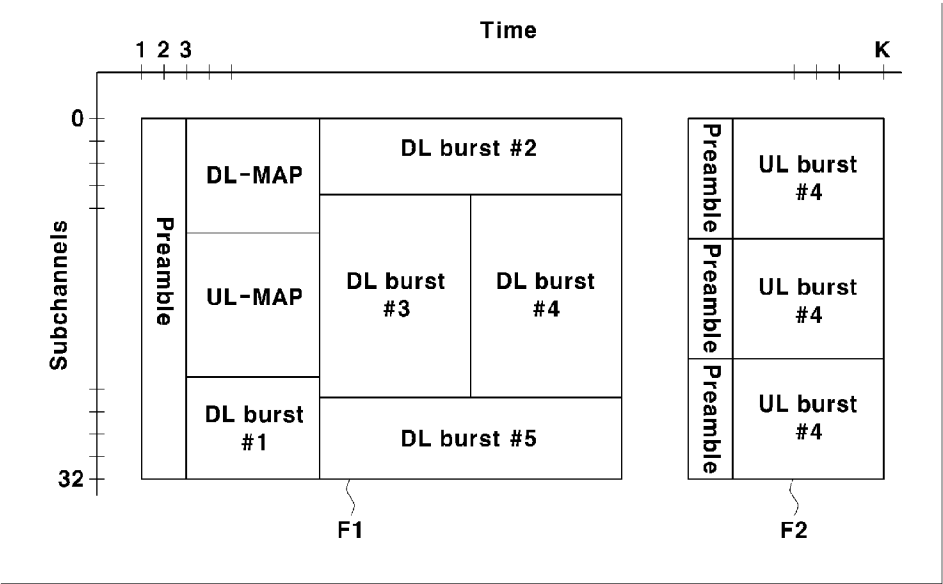 Time
1 2 3 K
0
Subchannels
32
Preamble
DL-MAP
UL-MAP
DL burst
#1
DL burst #2
DL burst
#3
DL burst
#4
DL burst #5
F1
Preamble
UL burst
#4
Preamble
UL burst
#4
Preamble
UL burst
#4
F2